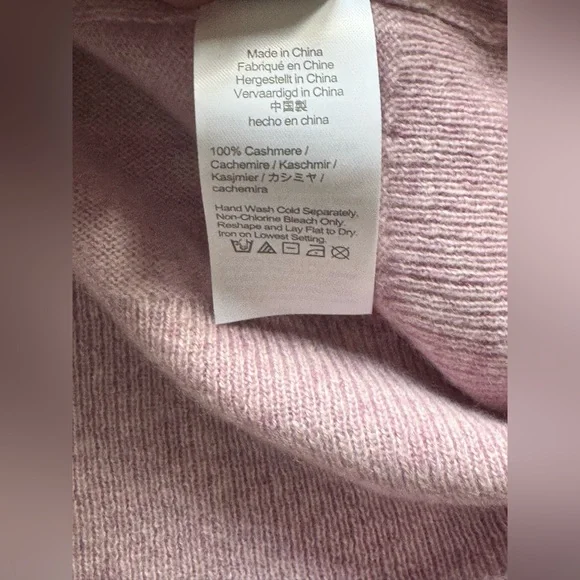 Made in China
Fabriqué en Chine
Hergestellt in China
Vervaardigd in China
中国製
hecho en china
100% Cashmere /
Cachemire / Kaschmir /
Kasjmier / カシミヤ /
cachemira
Hand Wash Cold Separately.
Non-Chlorine Bleach Only.
Reshape and Lay Flat to Dry.
Iron on Lowest Setting.